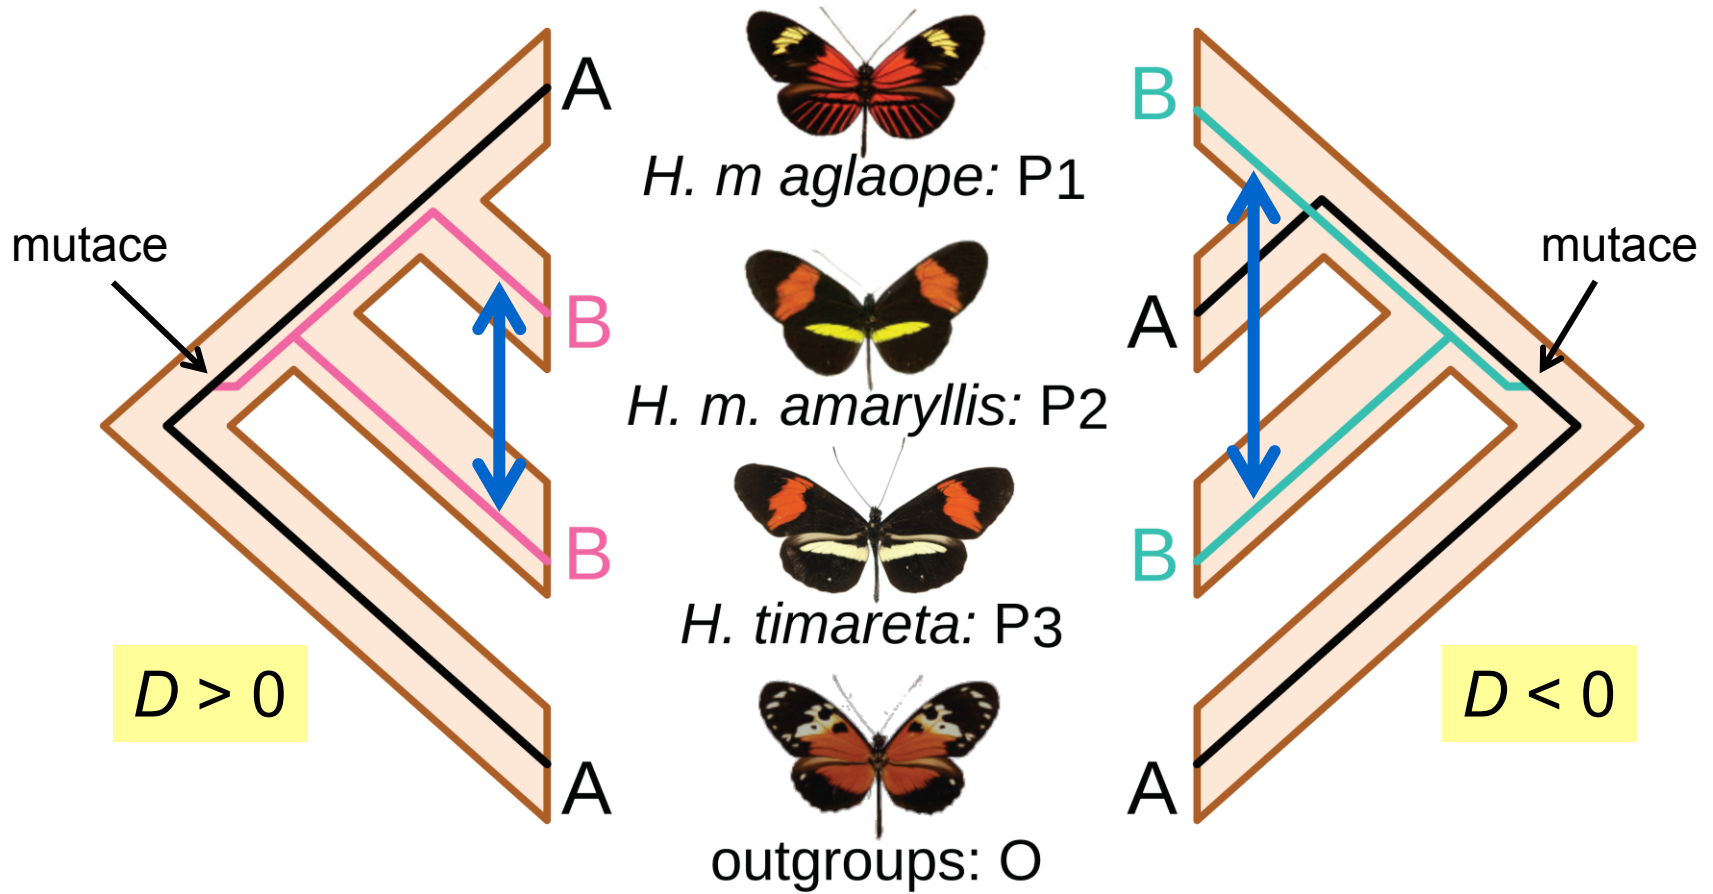 A
B
H. m aglaope: P1
mutace
mutace
B
A
H. m. amaryllis: P2
B
B
H. timareta: P3
D > 0
D < 0
A
A
outgroups: O